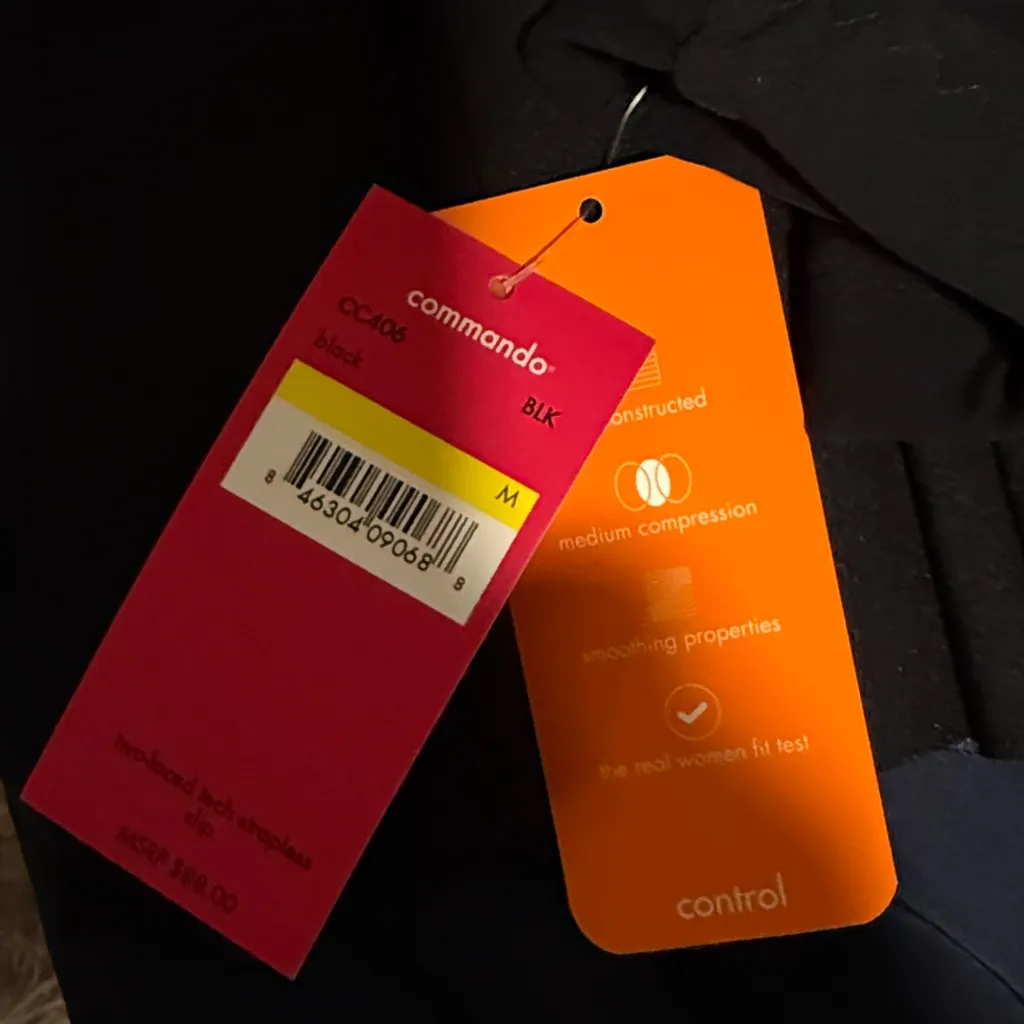 commando
CC406
black
BLK
M
8 46304 09068 8
two-faced tech strapless
slip
MSRP $98.00
onstructed
medium compression
smoothing properties
the real women fit test
control